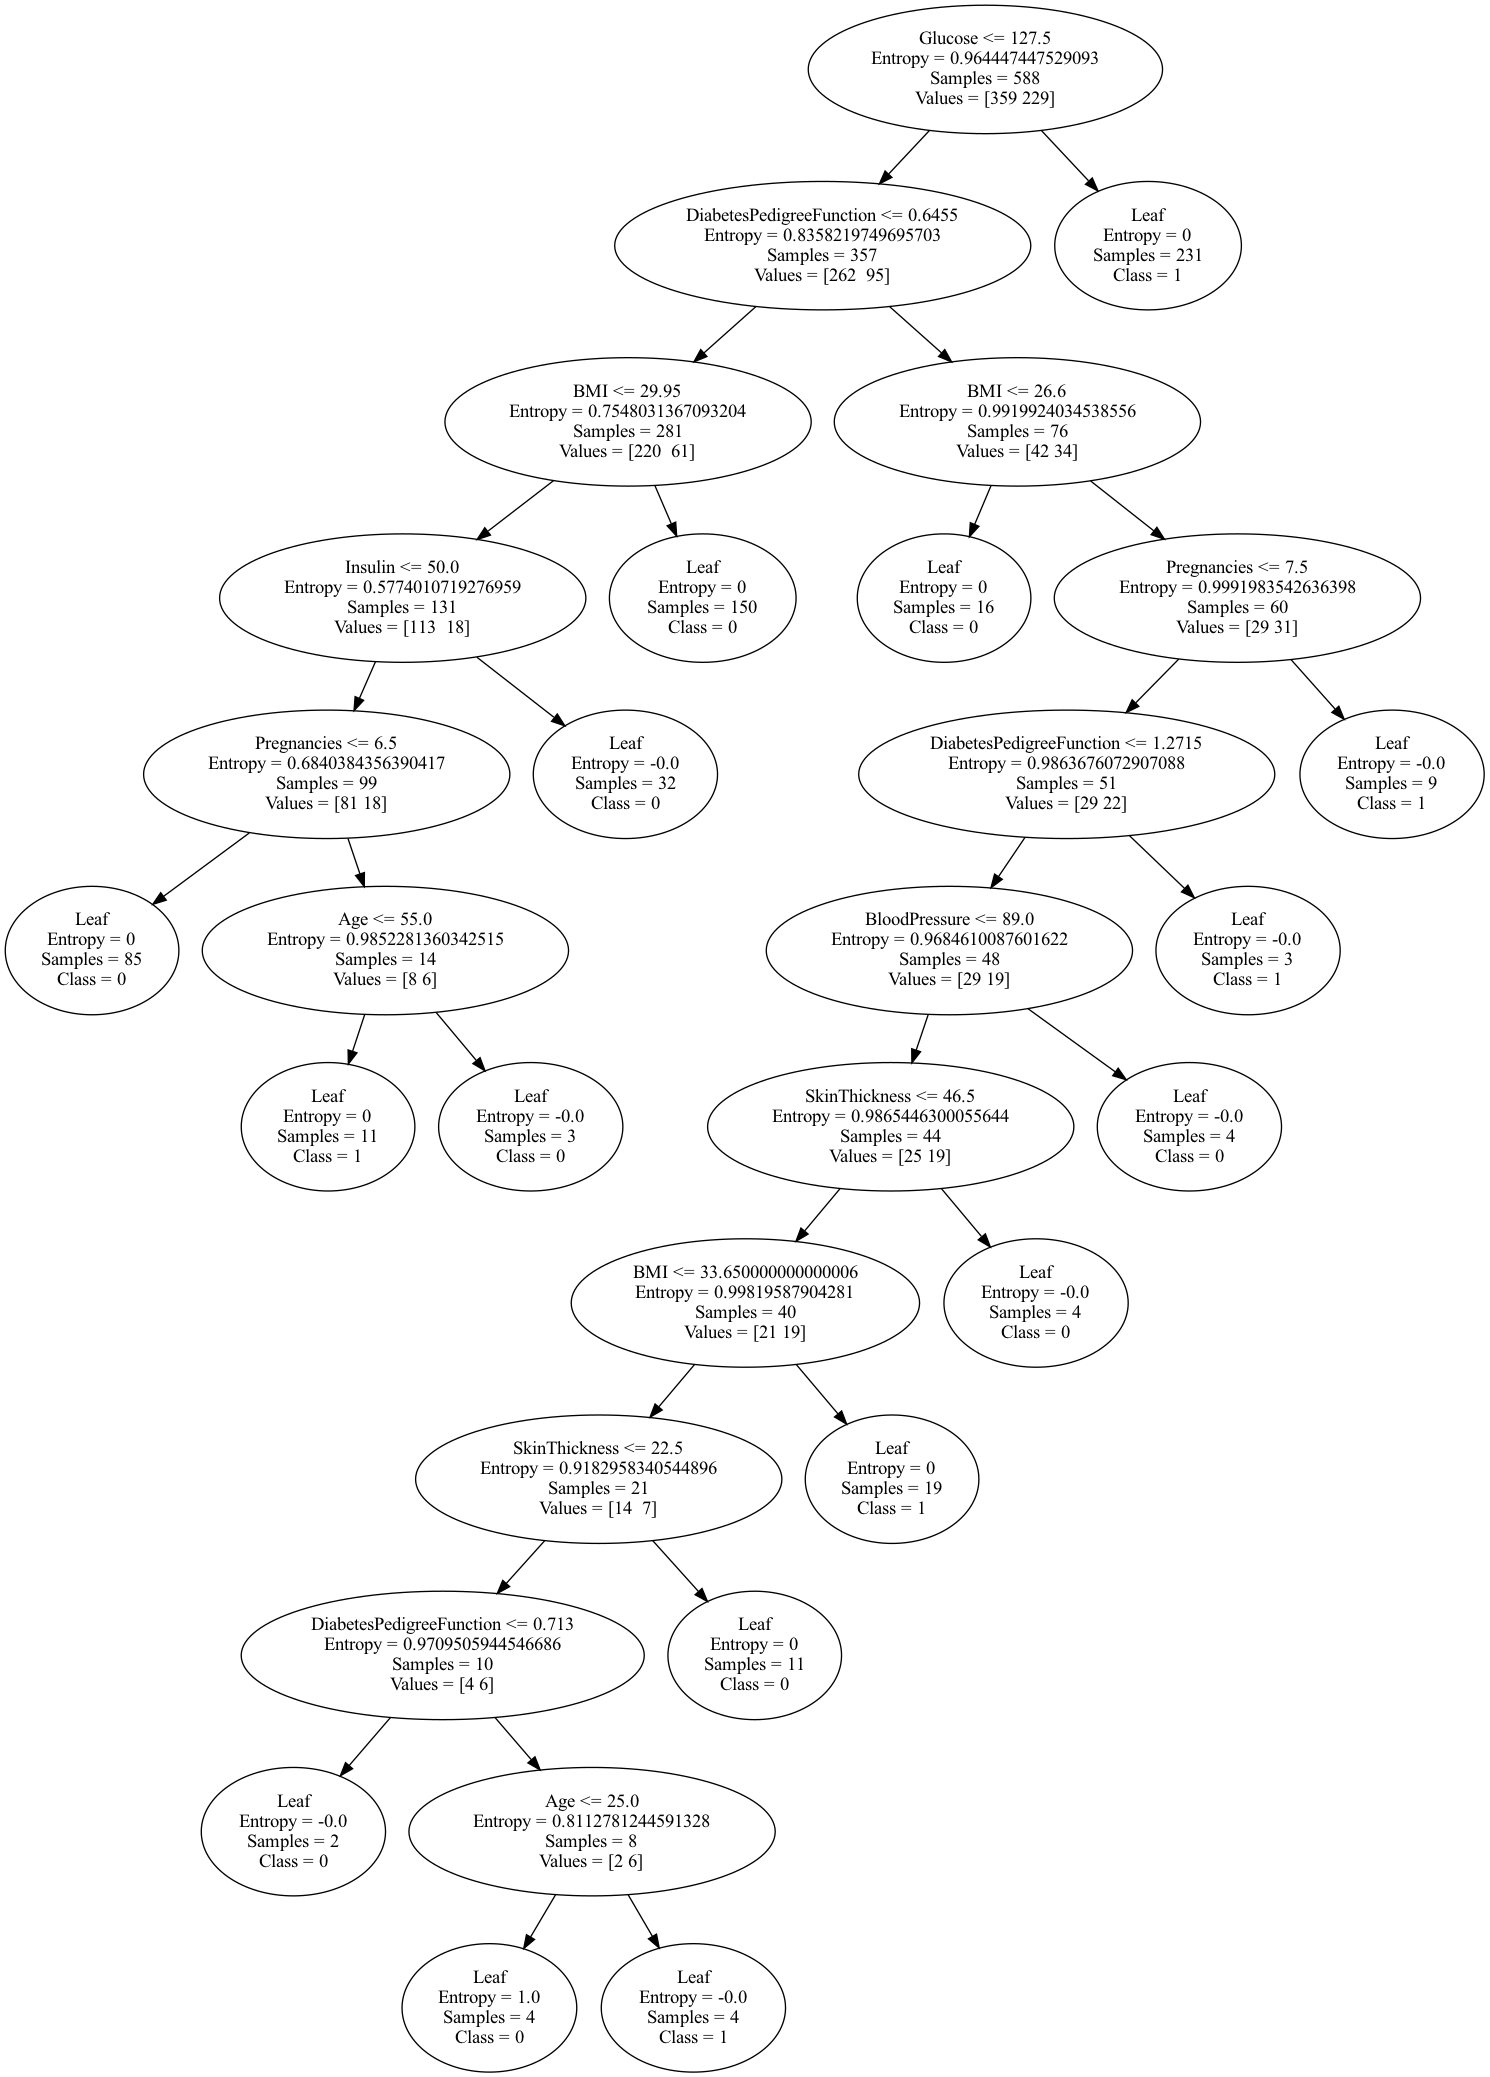 Glucose <= 127.5
Entropy = 0.964447447529093
Samples = 588
Values = [359 229]
DiabetesPedigreeFunction <= 0.6455
Entropy = 0.8358219749695703
Samples = 357
Values = [262  95]
Leaf
Entropy = 0
Samples = 231
Class = 1
BMI <= 29.95
Entropy = 0.7548031367093204
Samples = 281
Values = [220  61]
BMI <= 26.6
Entropy = 0.9919924034538556
Samples = 76
Values = [42 34]
Insulin <= 50.0
Entropy = 0.5774010719276959
Samples = 131
Values = [113  18]
Leaf
Entropy = 0
Samples = 150
Class = 0
Leaf
Entropy = 0
Samples = 16
Class = 0
Pregnancies <= 7.5
Entropy = 0.9991983542636398
Samples = 60
Values = [29 31]
Pregnancies <= 6.5
Entropy = 0.6840384356390417
Samples = 99
Values = [81 18]
Leaf
Entropy = -0.0
Samples = 32
Class = 0
DiabetesPedigreeFunction <= 1.2715
Entropy = 0.9863676072907088
Samples = 51
Values = [29 22]
Leaf
Entropy = -0.0
Samples = 9
Class = 1
Leaf
Entropy = 0
Samples = 85
Class = 0
Age <= 55.0
Entropy = 0.9852281360342515
Samples = 14
Values = [8 6]
BloodPressure <= 89.0
Entropy = 0.9684610087601622
Samples = 48
Values = [29 19]
Leaf
Entropy = -0.0
Samples = 3
Class = 1
Leaf
Entropy = 0
Samples = 11
Class = 1
Leaf
Entropy = -0.0
Samples = 3
Class = 0
SkinThickness <= 46.5
Entropy = 0.9865446300055644
Samples = 44
Values = [25 19]
Leaf
Entropy = -0.0
Samples = 4
Class = 0
BMI <= 33.650000000000006
Entropy = 0.99819587904281
Samples = 40
Values = [21 19]
Leaf
Entropy = -0.0
Samples = 4
Class = 0
SkinThickness <= 22.5
Entropy = 0.9182958340544896
Samples = 21
Values = [14  7]
Leaf
Entropy = 0
Samples = 19
Class = 1
DiabetesPedigreeFunction <= 0.713
Entropy = 0.9709505944546686
Samples = 10
Values = [4 6]
Leaf
Entropy = 0
Samples = 11
Class = 0
Leaf
Entropy = -0.0
Samples = 2
Class = 0
Age <= 25.0
Entropy = 0.8112781244591328
Samples = 8
Values = [2 6]
Leaf
Entropy = 1.0
Samples = 4
Class = 0
Leaf
Entropy = -0.0
Samples = 4
Class = 1